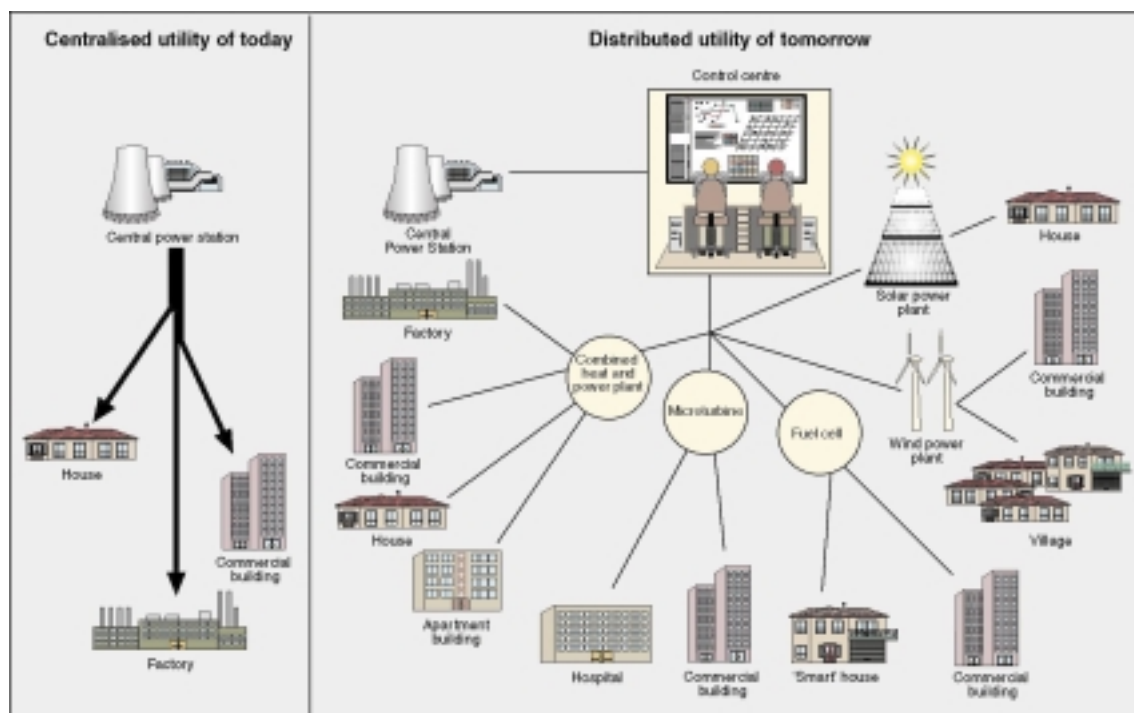 Centralised utility of today
Central power station
House
Commercial
building
Factory
Distributed utility of tomorrow
Control centre
Central
Power Station
Factory
Commercial
building
House
Apartment
building
Combined
heat and
power plant
Microturbine
Fuel cell
Hospital
Commercial
building
'Smart' house
Commercial
building
Solar power
plant
House
Wind power
plant
Commercial
building
Village